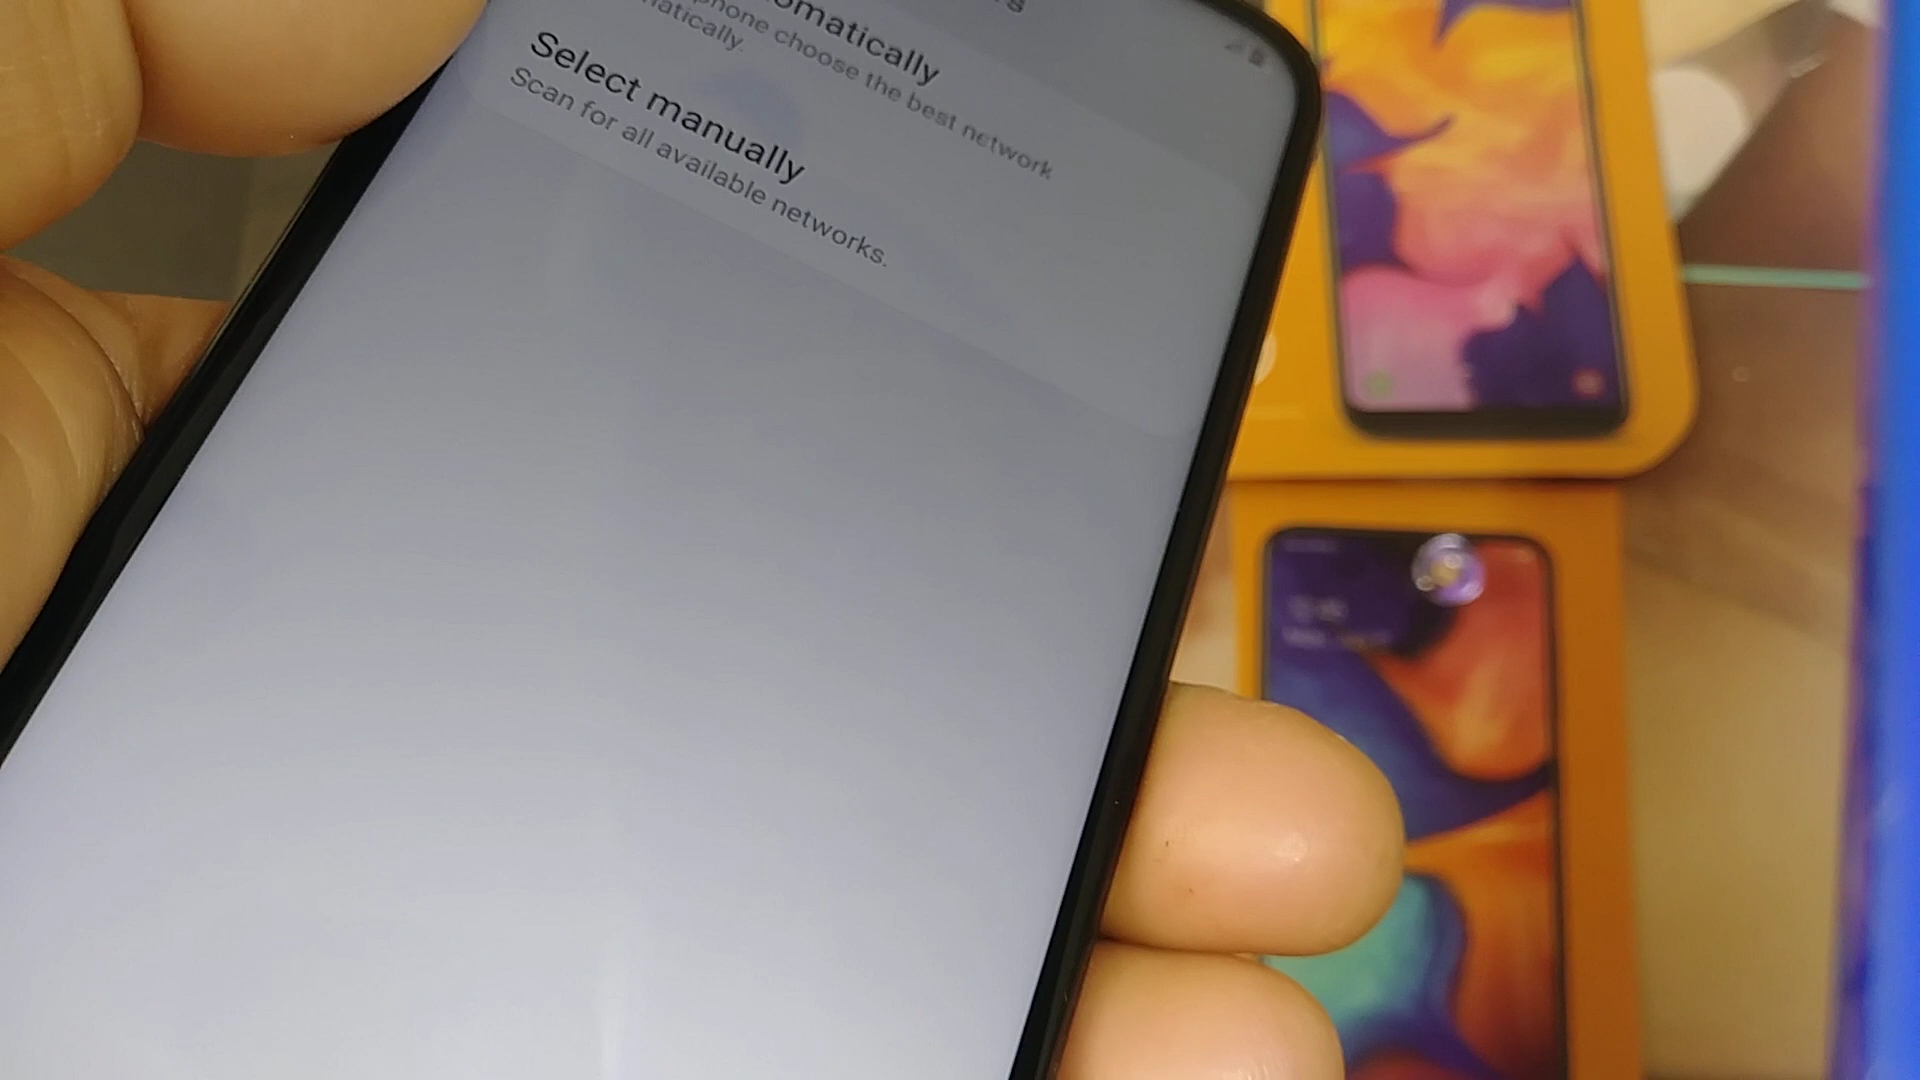 omatically
phone choose the best network
matically.
Select manually
Scan for all available networks.